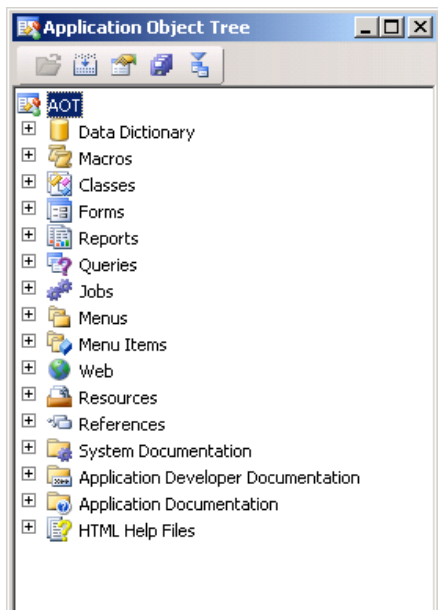 Application Object Tree
AOT
Data Dictionary
Macros
Classes
Forms
Reports
Queries
Jobs
Menus
Menu Items
Web
Resources
References
System Documentation
Application Developer Documentation
Application Documentation
HTML Help Files